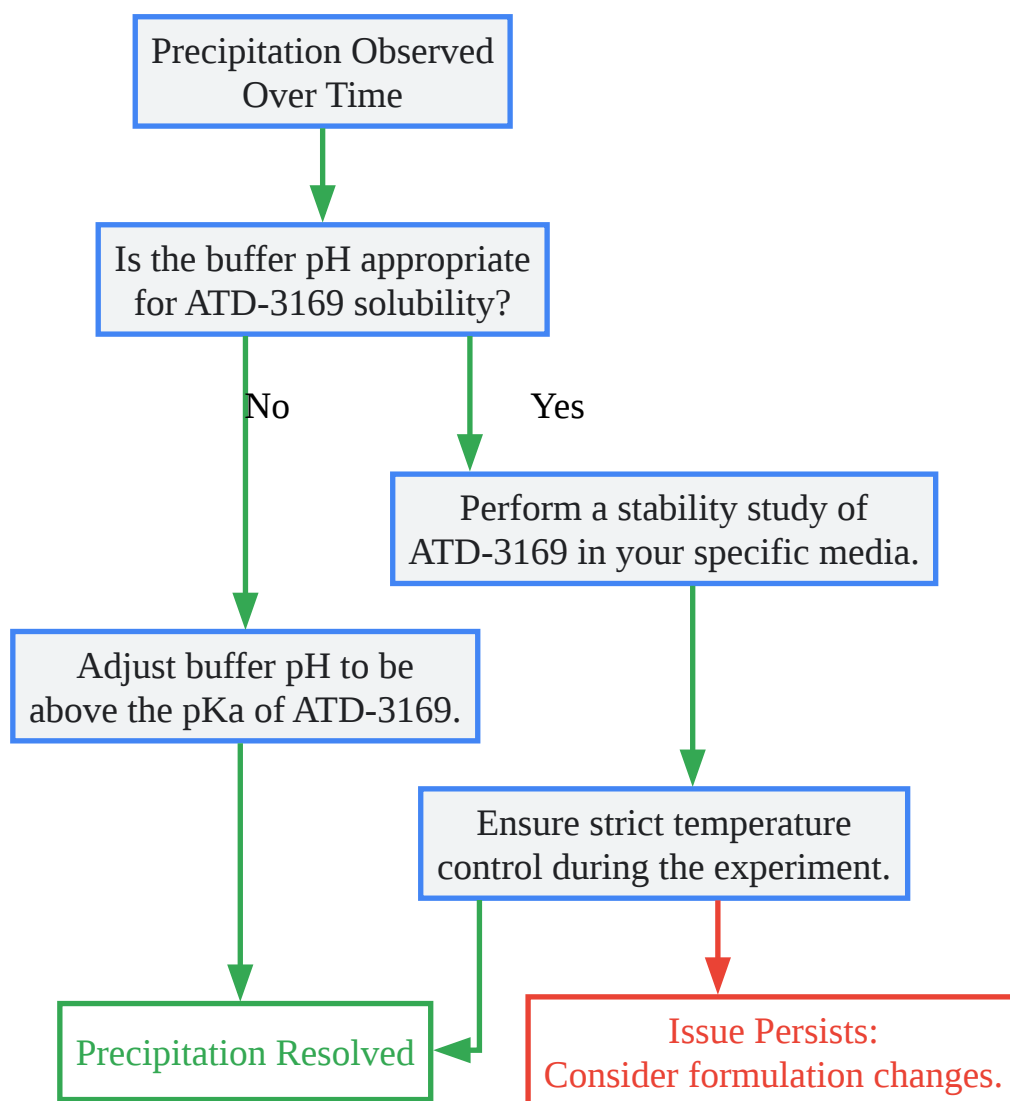 Precipitation Observed
Over Time
Is the buffer pH appropriate
for ATD-3169 solubility?
No
Yes
Perform a stability study of
ATD-3169 in your specific media.
Adjust buffer pH to be
above the pKa of ATD-3169.
Ensure strict temperature
control during the experiment.
Precipitation Resolved
Issue Persists:
Consider formulation changes.